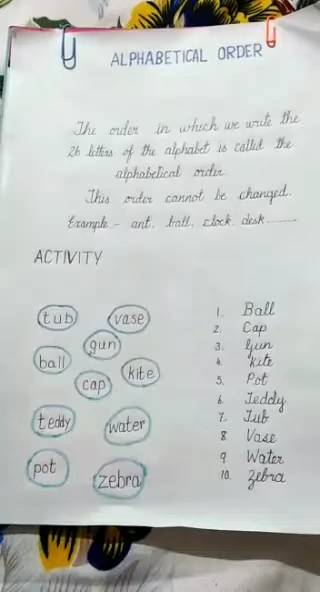 ALPHABETICAL ORDER
The order in which we write the
26 letters of the alphabet is called the
alphabetical order.
This order cannot be changed.
Example - ant, ball, clock, desk.........
ACTIVITY
tub
vase
gun
ball
kite
cap
teddy
water
pot
zebra
1. Ball
2. Cap
3. Gun
4. Kite
5. Pot
6. Teddy
7. Tub
8. Vase
9. Water
10. Zebra